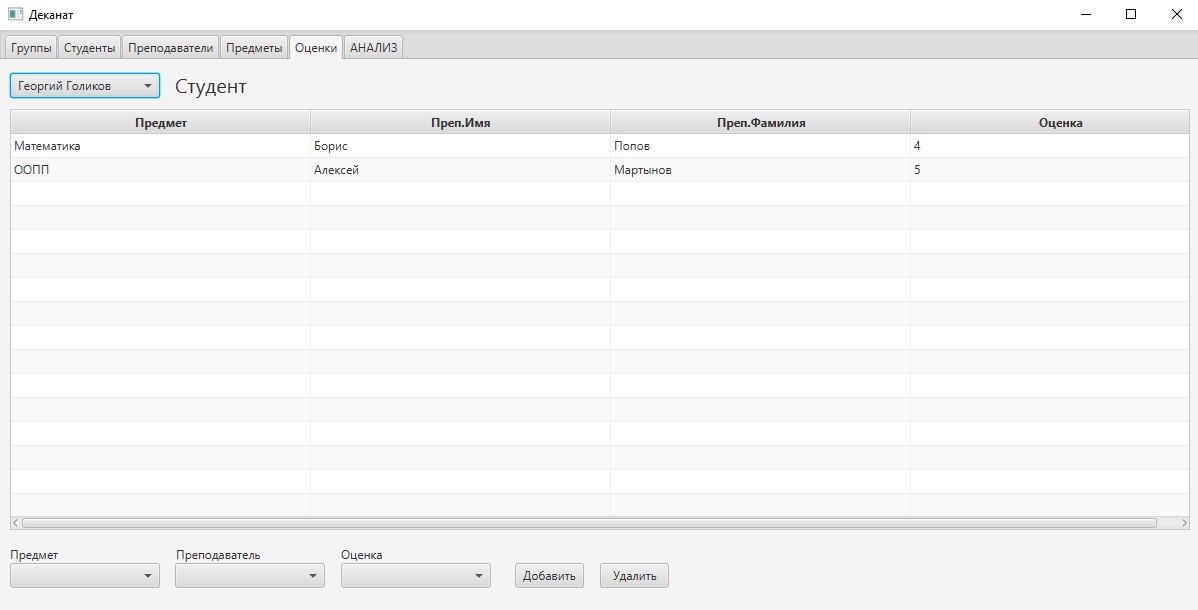 Деканат
Группы Студенты Преподаватели Предметы Оценки АНАЛИЗ
Георгий Голиков Студент
Предмет Преп.Имя Преп.Фамилия Оценка
Математика Борис Попов 4
ООПП Алексей Мартынов 5
Предмет Преподаватель Оценка
Добавить Удалить